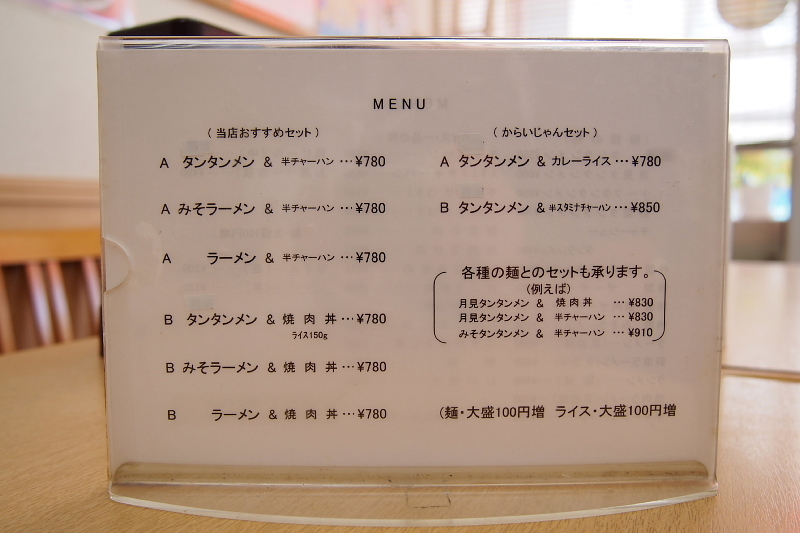 MENU
（当店おすすめセット）
A タンタンメン & 半チャーハン …¥780
A みそラーメン & 半チャーハン …¥780
A ラーメン & 半チャーハン …¥780
B タンタンメン & 焼肉丼 …¥780
ライス150g
B みそラーメン & 焼肉丼 …¥780
B ラーメン & 焼肉丼 …¥780
（からいじゃんセット）
A タンタンメン & カレーライス …¥780
B タンタンメン &半スタミナチャーハン …¥850
各種の麺とのセットも承ります。
(例えば)
月見タンタンメン & 焼肉丼 …¥830
月見タンタンメン & 半チャーハン …¥830
みそタンタンメン & 半チャーハン …¥910
（麺・大盛100円増 ライス・大盛100円増